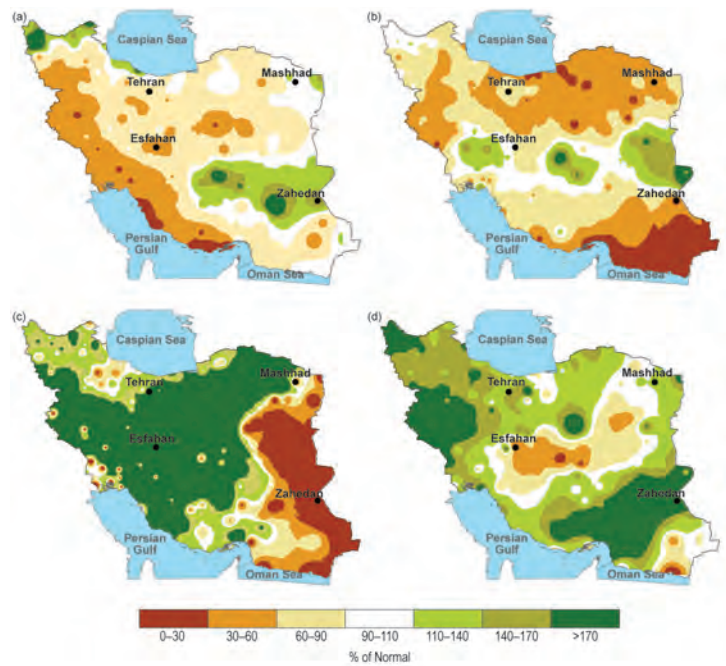 (a)
Caspian Sea
Tehran
Mashhad
Esfahan
Zahedan
Persian
Gulf
Oman Sea
(b)
Caspian Sea
Tehran
Mashhad
Esfahan
Zahedan
Persian
Gulf
Oman Sea
(c)
Caspian Sea
Tehran
Mashhad
Esfahan
Zahedan
Persian
Gulf
Oman Sea
(d)
Caspian Sea
Tehran
Mashhad
Esfahan
Zahedan
Persian
Gulf
Oman Sea
0–30 30–60 60–90 90–110 110–140 140–170 >170
% of Normal